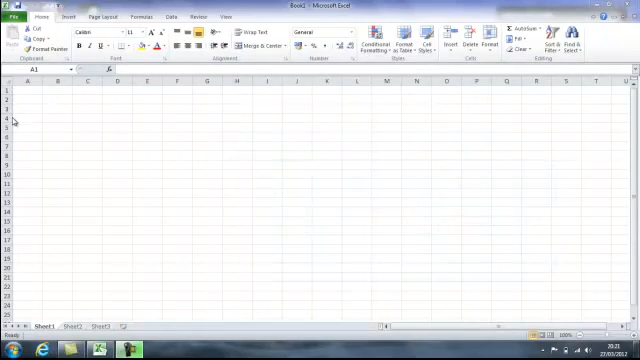 Book1 - Microsoft Excel
File Home Insert Page Layout Formulas Data Review View
Cut
Copy
Format Painter
Clipboard
Calibri 11
B I U
Font
Wrap Text
Merge & Center
Alignment
General
%
Number
Conditional Formatting
Format as Table
Cell Styles
Styles
Insert Delete Format
Cells
AutoSum
Fill
Clear
Sort & Filter
Find & Select
Editing
A1 fx
A B C D E F G H I J K L M N O P Q R S T U
1
2
3
4
5
6
7
8
9
10
11
12
13
14
15
16
17
18
19
20
21
22
23
24
25
Sheet1 Sheet2 Sheet3
Ready
100%
20:21